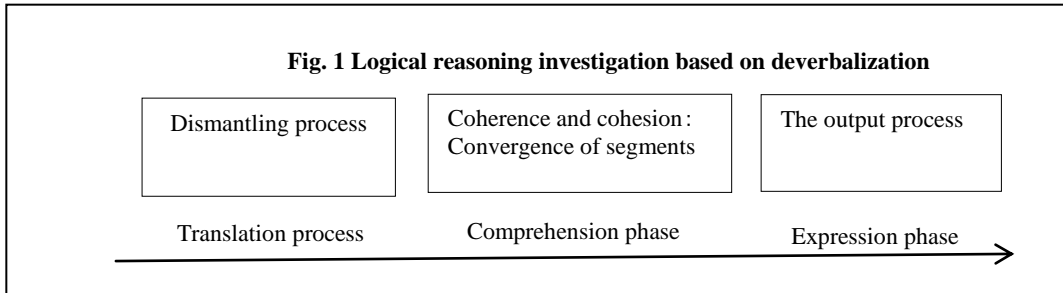 Fig. 1 Logical reasoning investigation based on deverbalization
Dismantling process
Coherence and cohesion:
Convergence of segments
The output process
Translation process
Comprehension phase
Expression phase